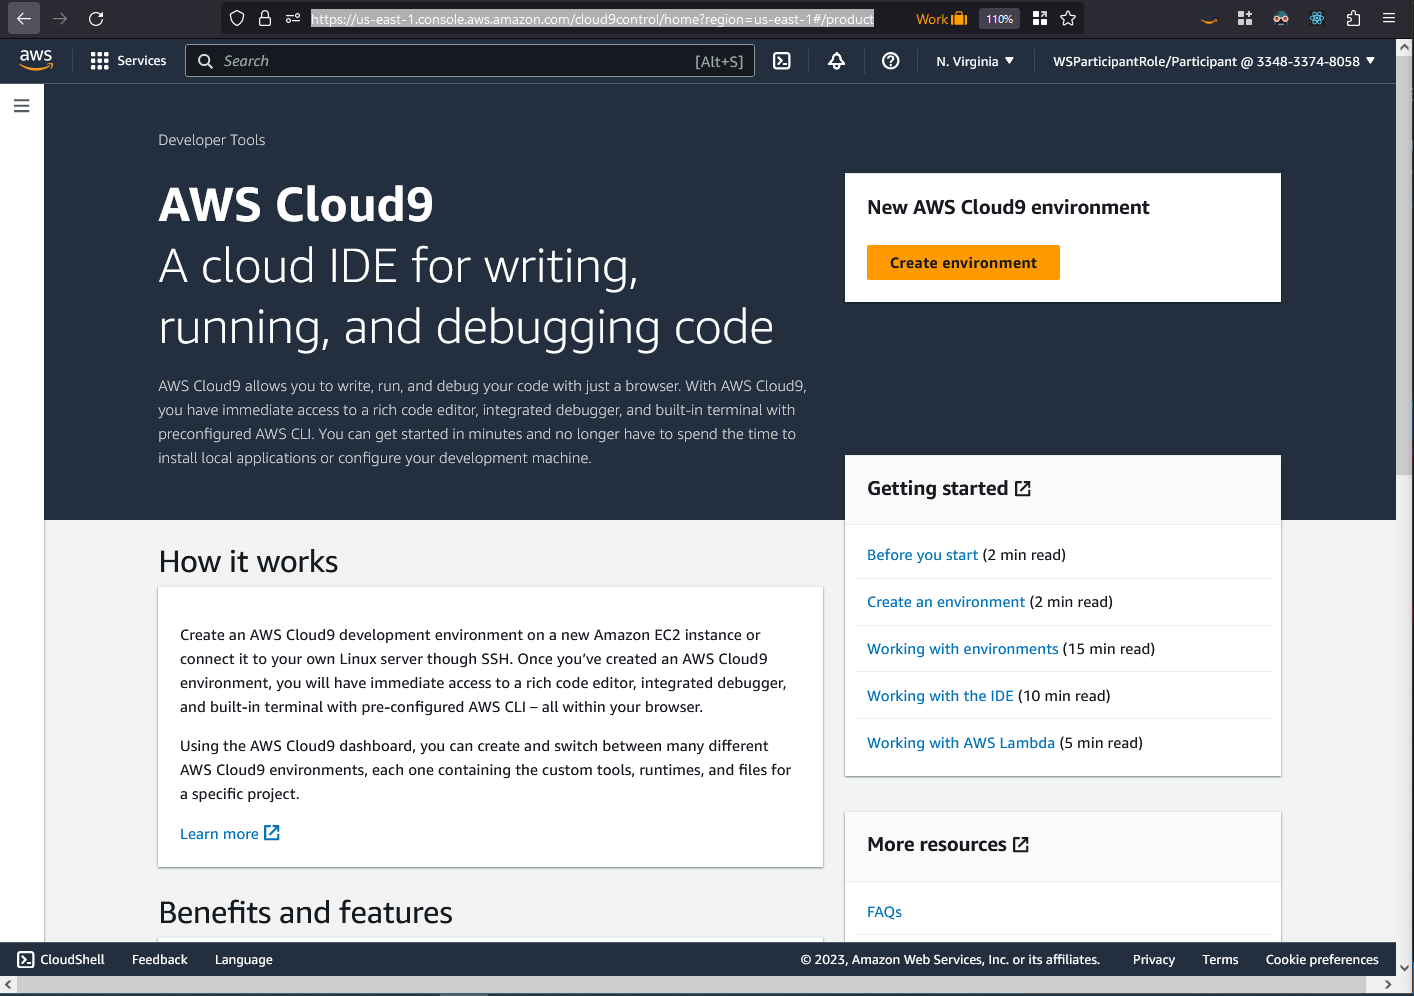 https://us-east-1.console.aws.amazon.com/cloud9control/home?region=us-east-1#/product
Work
110%
aws
Services
Search
[Alt+S]
N. Virginia
WSParticipantRole/Participant @ 3348-3374-8058
Developer Tools
AWS Cloud9
A cloud IDE for writing,
running, and debugging code
AWS Cloud9 allows you to write, run, and debug your code with just a browser. With AWS Cloud9,
you have immediate access to a rich code editor, integrated debugger, and built-in terminal with
preconfigured AWS CLI. You can get started in minutes and no longer have to spend the time to
install local applications or configure your development machine.
New AWS Cloud9 environment
Create environment
Getting started
Before you start (2 min read)
Create an environment (2 min read)
Working with environments (15 min read)
Working with the IDE (10 min read)
Working with AWS Lambda (5 min read)
How it works
Create an AWS Cloud9 development environment on a new Amazon EC2 instance or
connect it to your own Linux server though SSH. Once you’ve created an AWS Cloud9
environment, you will have immediate access to a rich code editor, integrated debugger,
and built-in terminal with pre-configured AWS CLI – all within your browser.
Using the AWS Cloud9 dashboard, you can create and switch between many different
AWS Cloud9 environments, each one containing the custom tools, runtimes, and files for
a specific project.
Learn more
More resources
FAQs
Benefits and features
CloudShell
Feedback
Language
© 2023, Amazon Web Services, Inc. or its affiliates.
Privacy
Terms
Cookie preferences